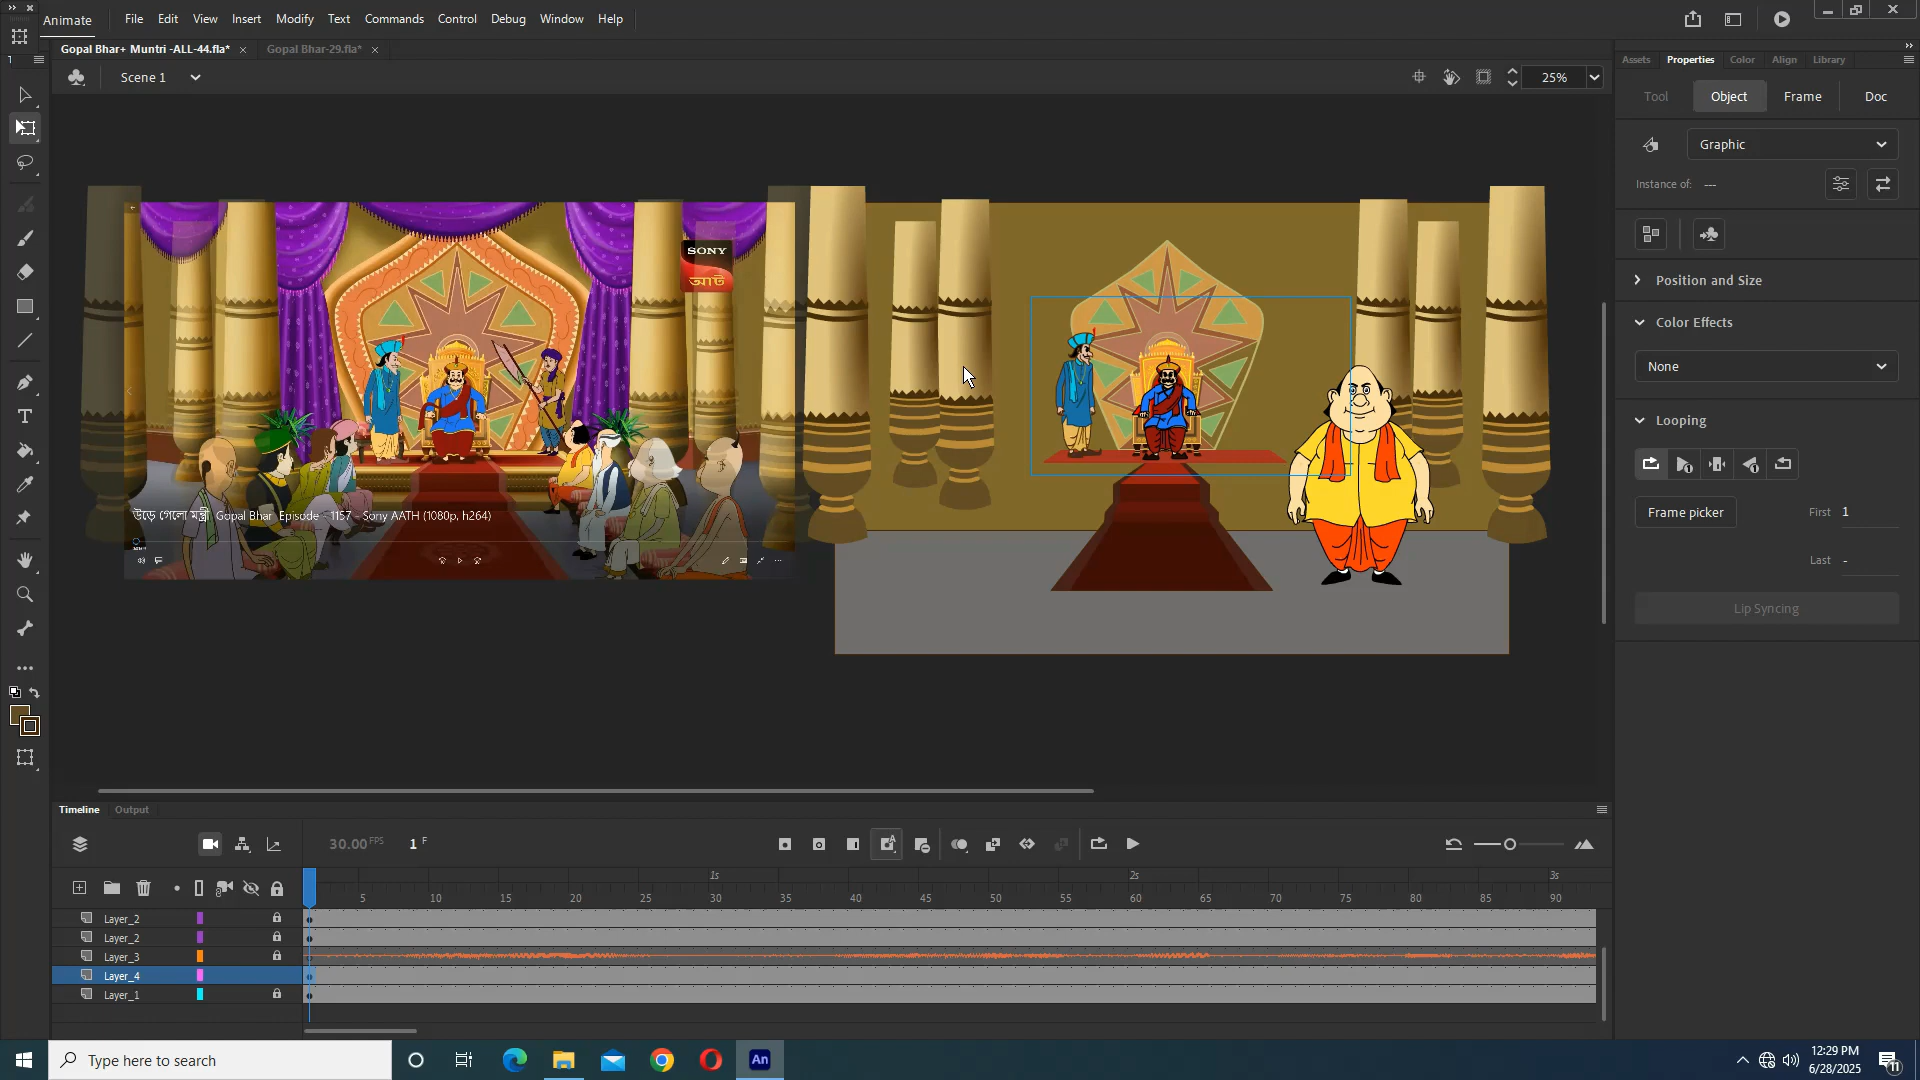 Animate
File Edit View Insert Modify Text Commands Control Debug Window Help
Gopal Bhar+ Muntri -ALL-44.fla*
Gopal Bhar-29.fla*
Scene 1
25%
Assets Properties Color Align Library
Tool Object Frame Doc
Graphic
Instance of: ---
Position and Size
Color Effects
None
Looping
Frame picker
First 1
Last -
Lip Syncing
SONY
আট
উড়ে গেলো মন্ত্রী Gopal Bhar Episode - 1157 - Sony AATH (1080p, h264)
Timeline Output
30.00 FPS 1 F
1s 2s 3s
5 10 15 20 25 30 35 40 45 50 55 60 65 70 75 80 85 90
Layer_2
Layer_2
Layer_3
Layer_4
Layer_1
Type here to search
An
12:29 PM
6/28/2025
11